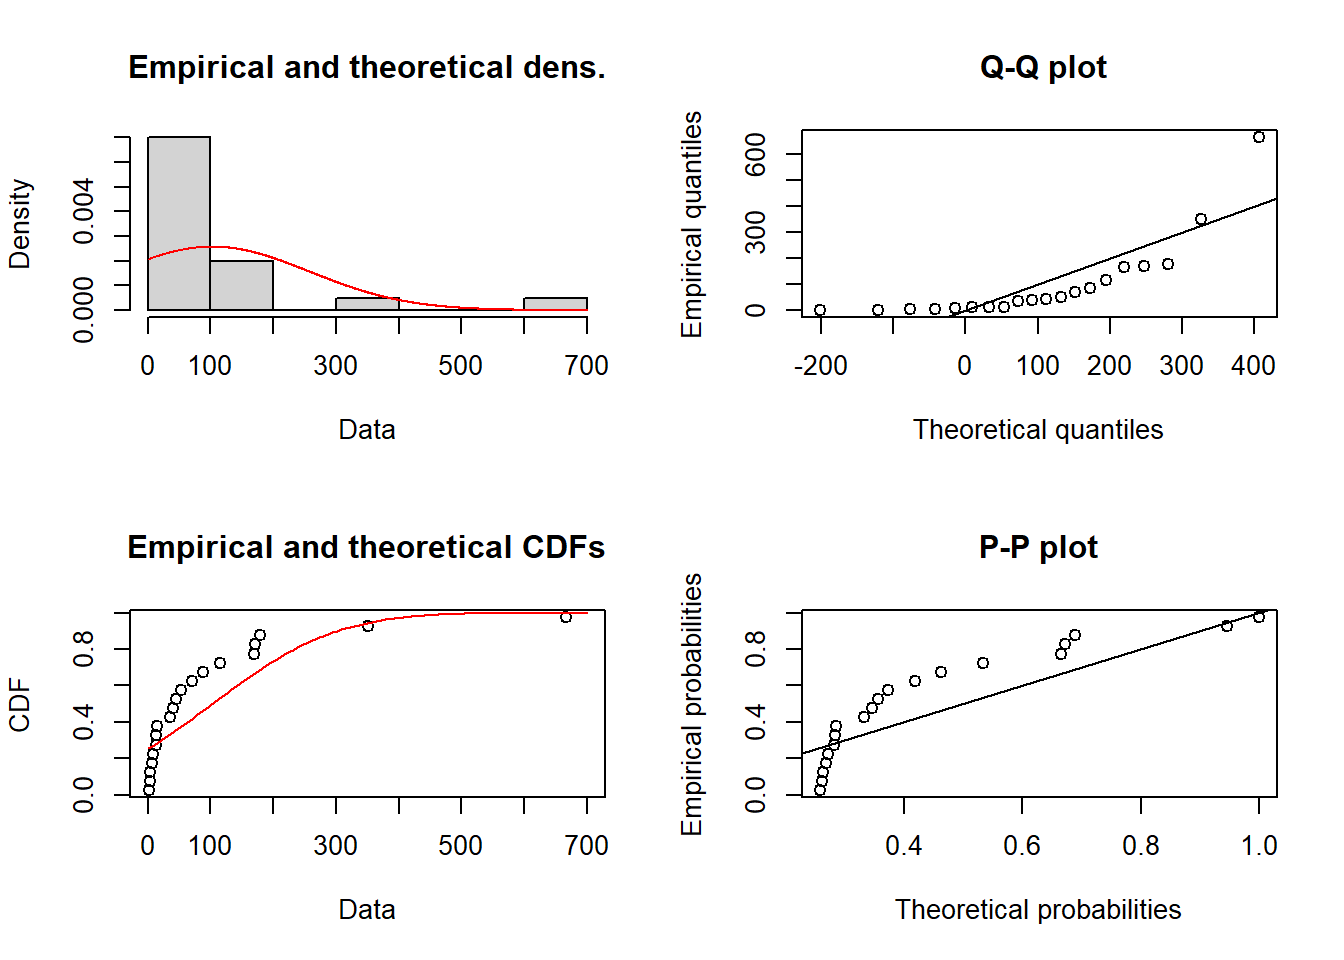 Empirical and theoretical dens.
Density
0.000 0.004
0 100 300 500 700
Data
Q-Q plot
Empirical quantiles
0 300 600
-200 0 100 200 300 400
Theoretical quantiles
Empirical and theoretical CDFs
CDF
0.0 0.4 0.8
0 100 300 500 700
Data
P-P plot
Empirical probabilities
0.0 0.4 0.8
0.4 0.6 0.8 1.0
Theoretical probabilities